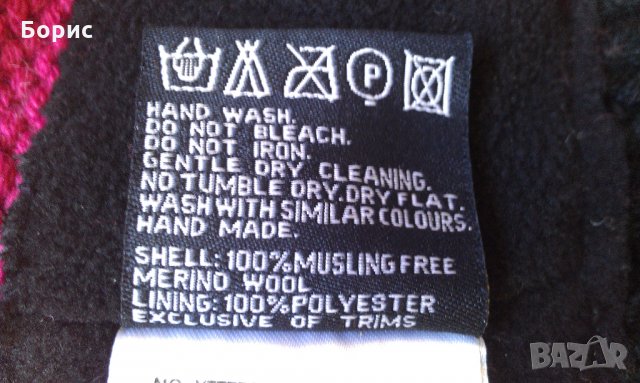 Борис
P
HAND WASH.
DO NOT BLEACH.
DO NOT IRON.
GENTLE DRY CLEANING.
NO TUMBLE DRY.DRY FLAT.
WASH WITH SIMILAR COLOURS.
HAND MADE.
SHELL:100%MUSLING FREE
MERINO WOOL
LINING:100%POLYESTER
EXCLUSIVE OF TRIMS
BAZAR